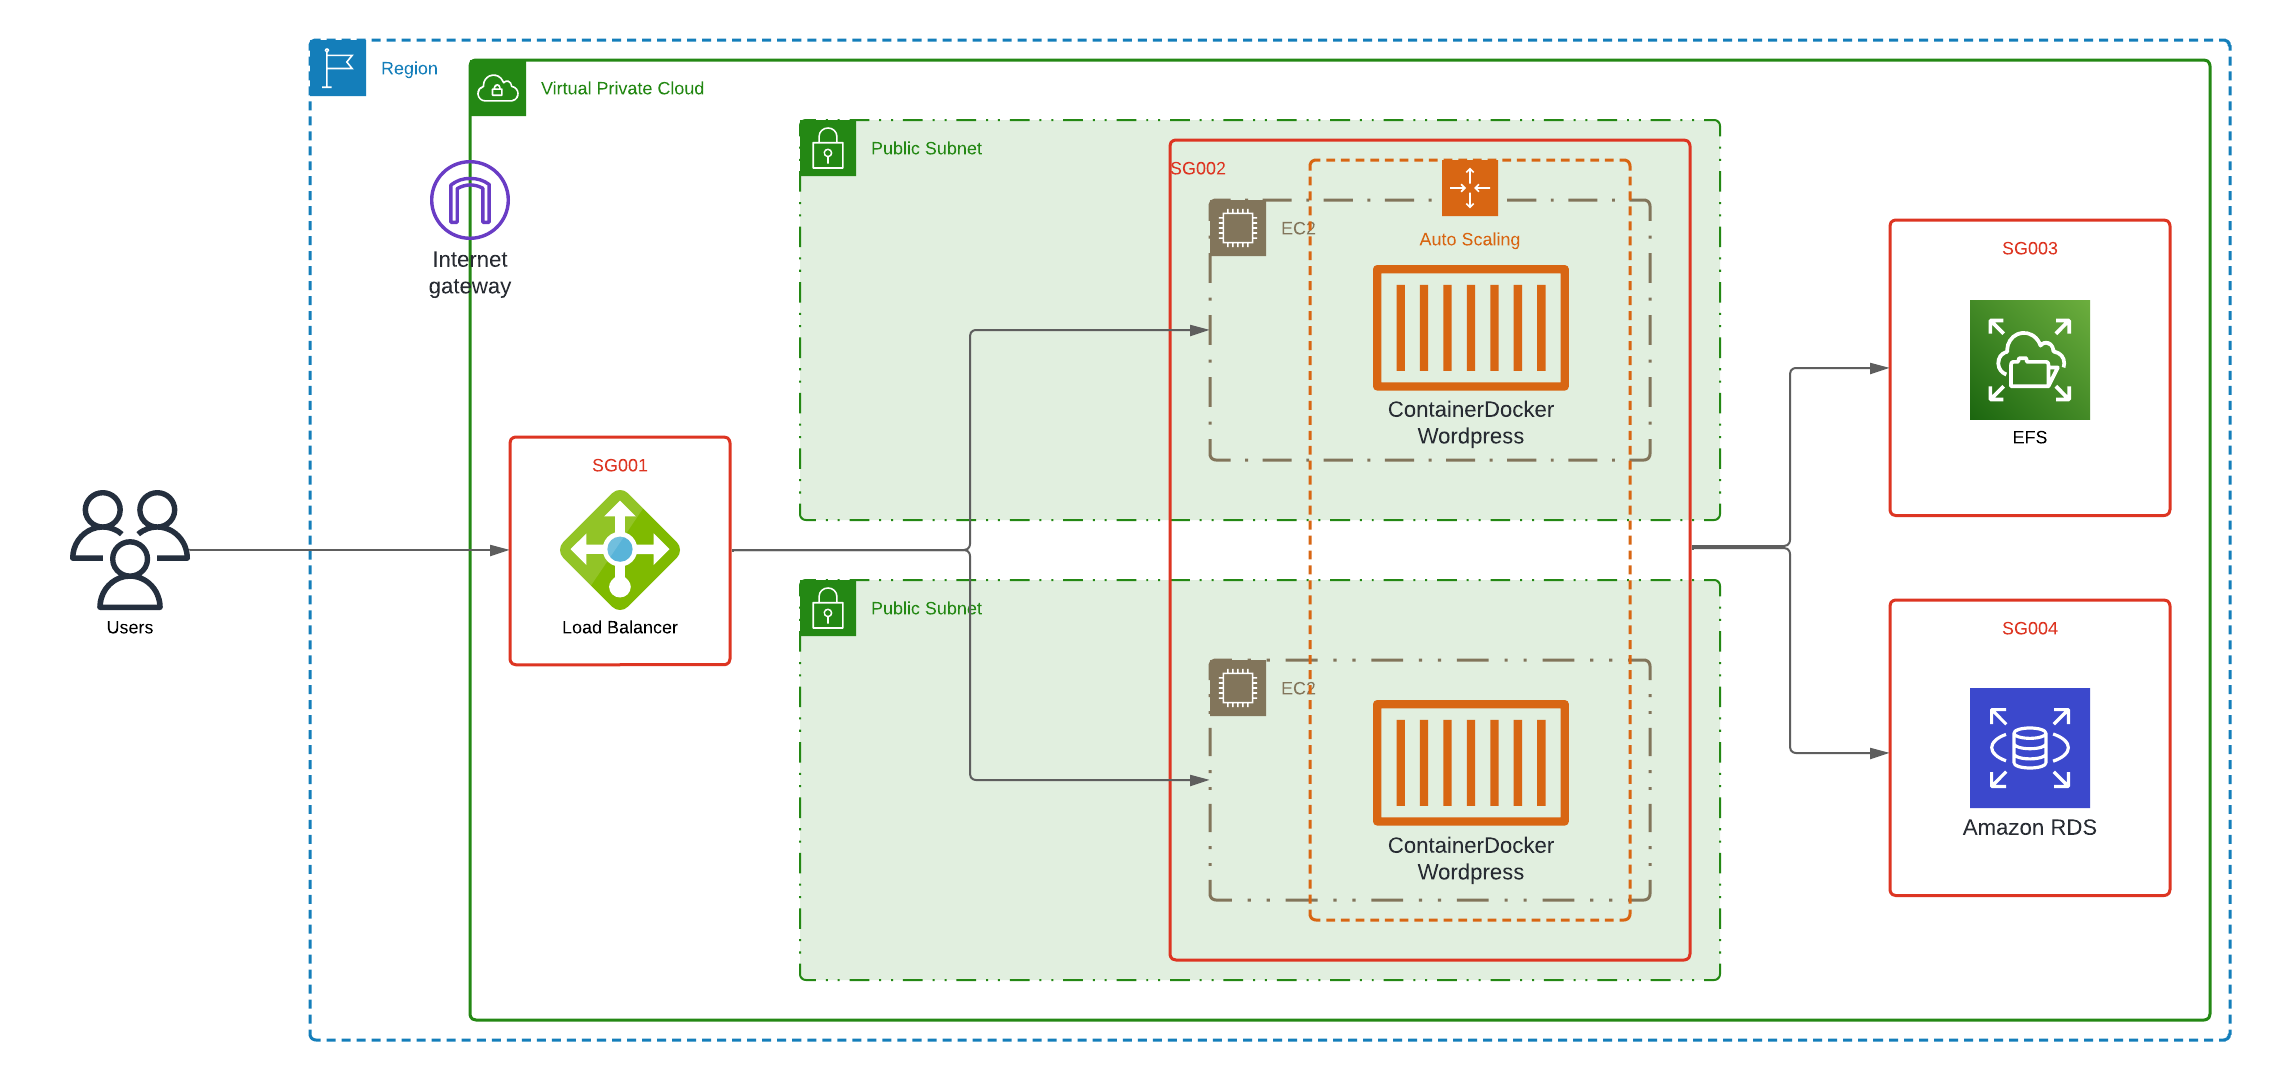 Region
Virtual Private Cloud
Internet
gateway
Users
SG001
Load Balancer
Public Subnet
SG002
EC2
Auto Scaling
ContainerDocker
Wordpress
Public Subnet
EC2
ContainerDocker
Wordpress
SG003
EFS
SG004
Amazon RDS